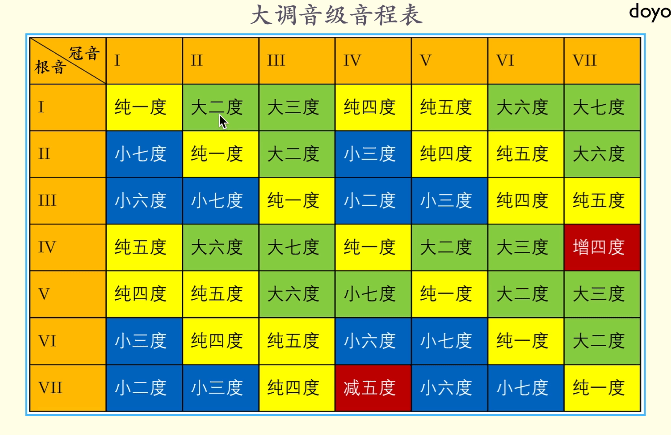 大调音级音程表
doyo
冠音
根音
I II III IV V VI VII
I 纯一度 大二度 大三度 纯四度 纯五度 大六度 大七度
II 小七度 纯一度 大二度 小三度 纯四度 纯五度 大六度
III 小六度 小七度 纯一度 小二度 小三度 纯四度 纯五度
IV 纯五度 大六度 大七度 纯一度 大二度 大三度 增四度
V 纯四度 纯五度 大六度 小七度 纯一度 大二度 大三度
VI 小三度 纯四度 纯五度 小六度 小七度 纯一度 大二度
VII 小二度 小三度 纯四度 减五度 小六度 小七度 纯一度